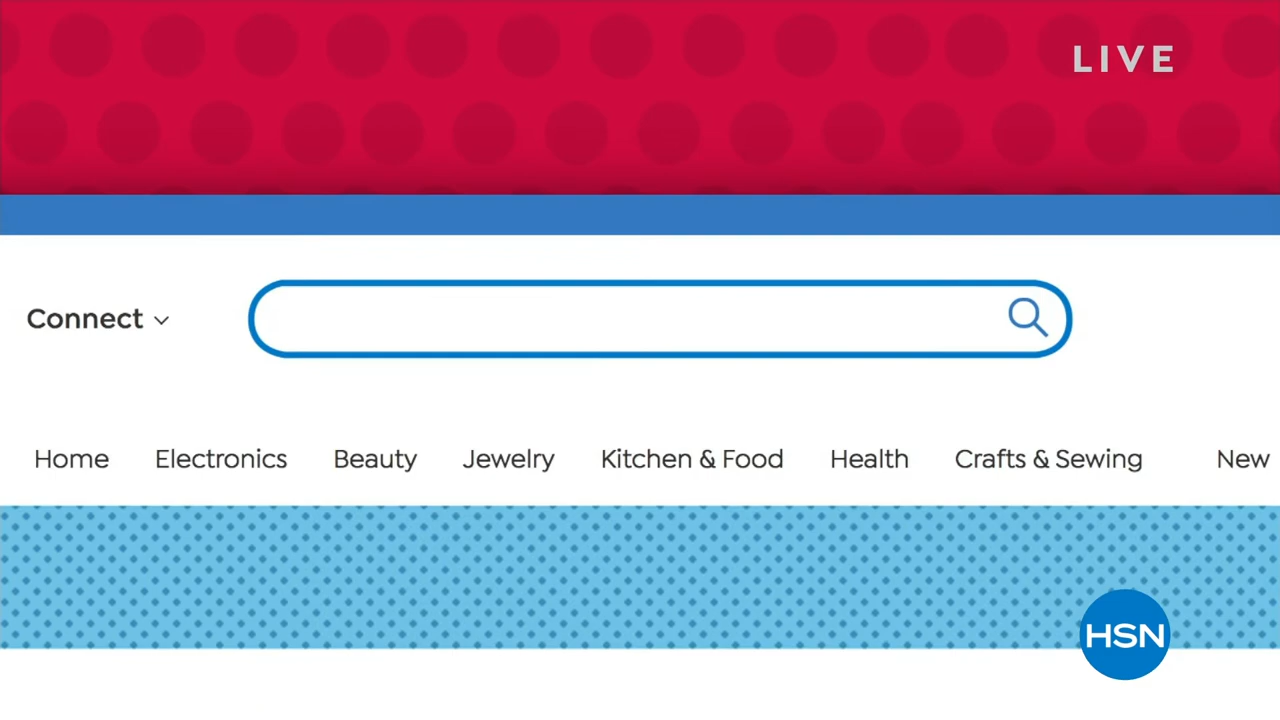 LIVE
Connect
Home Electronics Beauty Jewelry Kitchen & Food Health Crafts & Sewing New
HSN